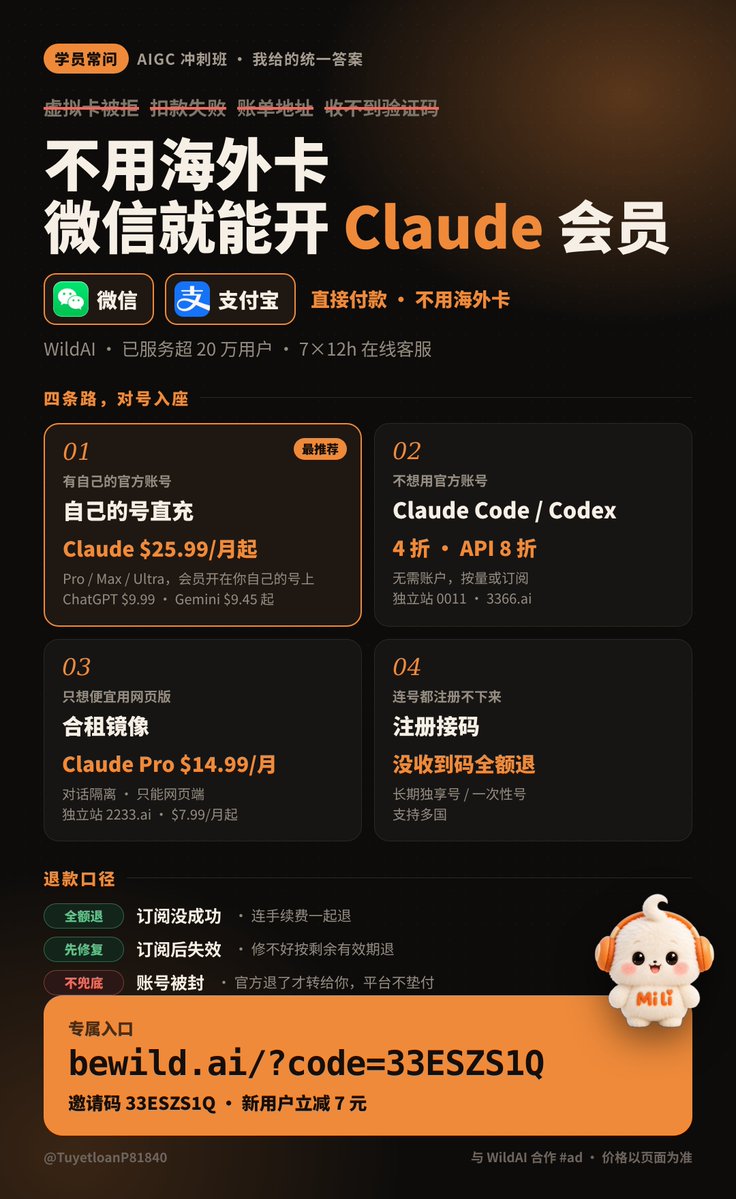 学员常问 AIGC 冲刺班 · 我给的统一答案
虚拟卡被拒 扣款失败 账单地址 收不到验证码
不用海外卡
微信就能开 Claude 会员
微信 支付宝 直接付款 · 不用海外卡
WildAI · 已服务超 20 万用户 · 7×12h 在线客服
四条路，对号入座
01 最推荐
有自己的官方账号
自己的号直充
Claude $25.99/月起
Pro / Max / Ultra，会员开在你自己的号上
ChatGPT $9.99 · Gemini $9.45 起
02
不想用官方账号
Claude Code / Codex
4 折 · API 8 折
无需账户，按量或订阅
独立站 0011 · 3366.ai
03
只想便宜用网页版
合租镜像
Claude Pro $14.99/月
对话隔离 · 只能网页端
独立站 2233.ai · $7.99/月起
04
连号都注册不下来
注册接码
没收到码全额退
长期独享号 / 一次性号
支持多国
退款口径
全额退 订阅没成功 · 连手续费一起退
先修复 订阅后失效 · 修不好按剩余有效期退
不兜底 账号被封 · 官方退了才转给你，平台不垫付
MiLi
专属入口
bewild.ai/?code=33ESZS1Q
邀请码 33ESZS1Q · 新用户立减 7 元
@TuyetloanP81840 与 WildAI 合作 #ad · 价格以页面为准